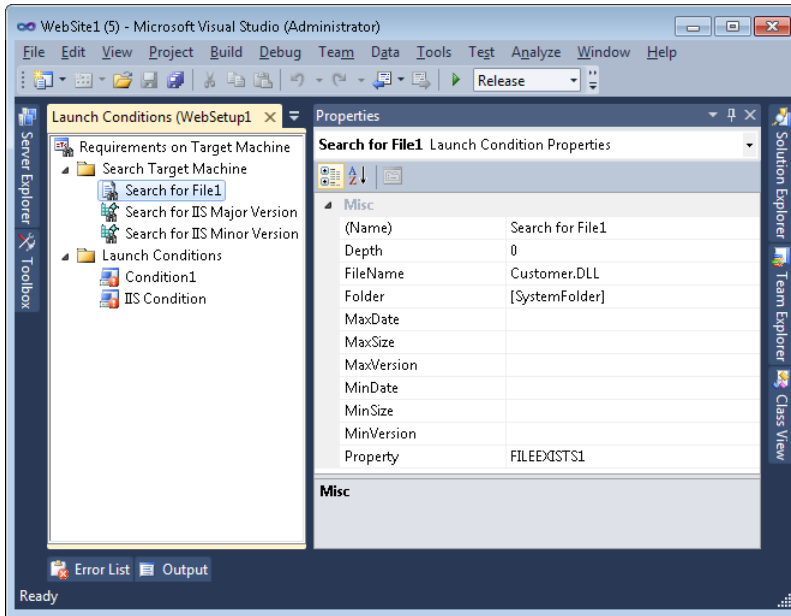 WebSite1 (5) - Microsoft Visual Studio (Administrator)
File Edit View Project Build Debug Team Data Tools Test Analyze Window Help
Release
Server Explorer
Toolbox
Launch Conditions (WebSetup1
Requirements on Target Machine
Search Target Machine
Search for File1
Search for IIS Major Version
Search for IIS Minor Version
Launch Conditions
Condition1
IIS Condition
Properties
Search for File1 Launch Condition Properties
Misc
(Name) Search for File1
Depth 0
FileName Customer.DLL
Folder [SystemFolder]
MaxDate
MaxSize
MaxVersion
MinDate
MinSize
MinVersion
Property FILEEXISTS1
Misc
Solution Explorer
Team Explorer
Class View
Error List Output
Ready